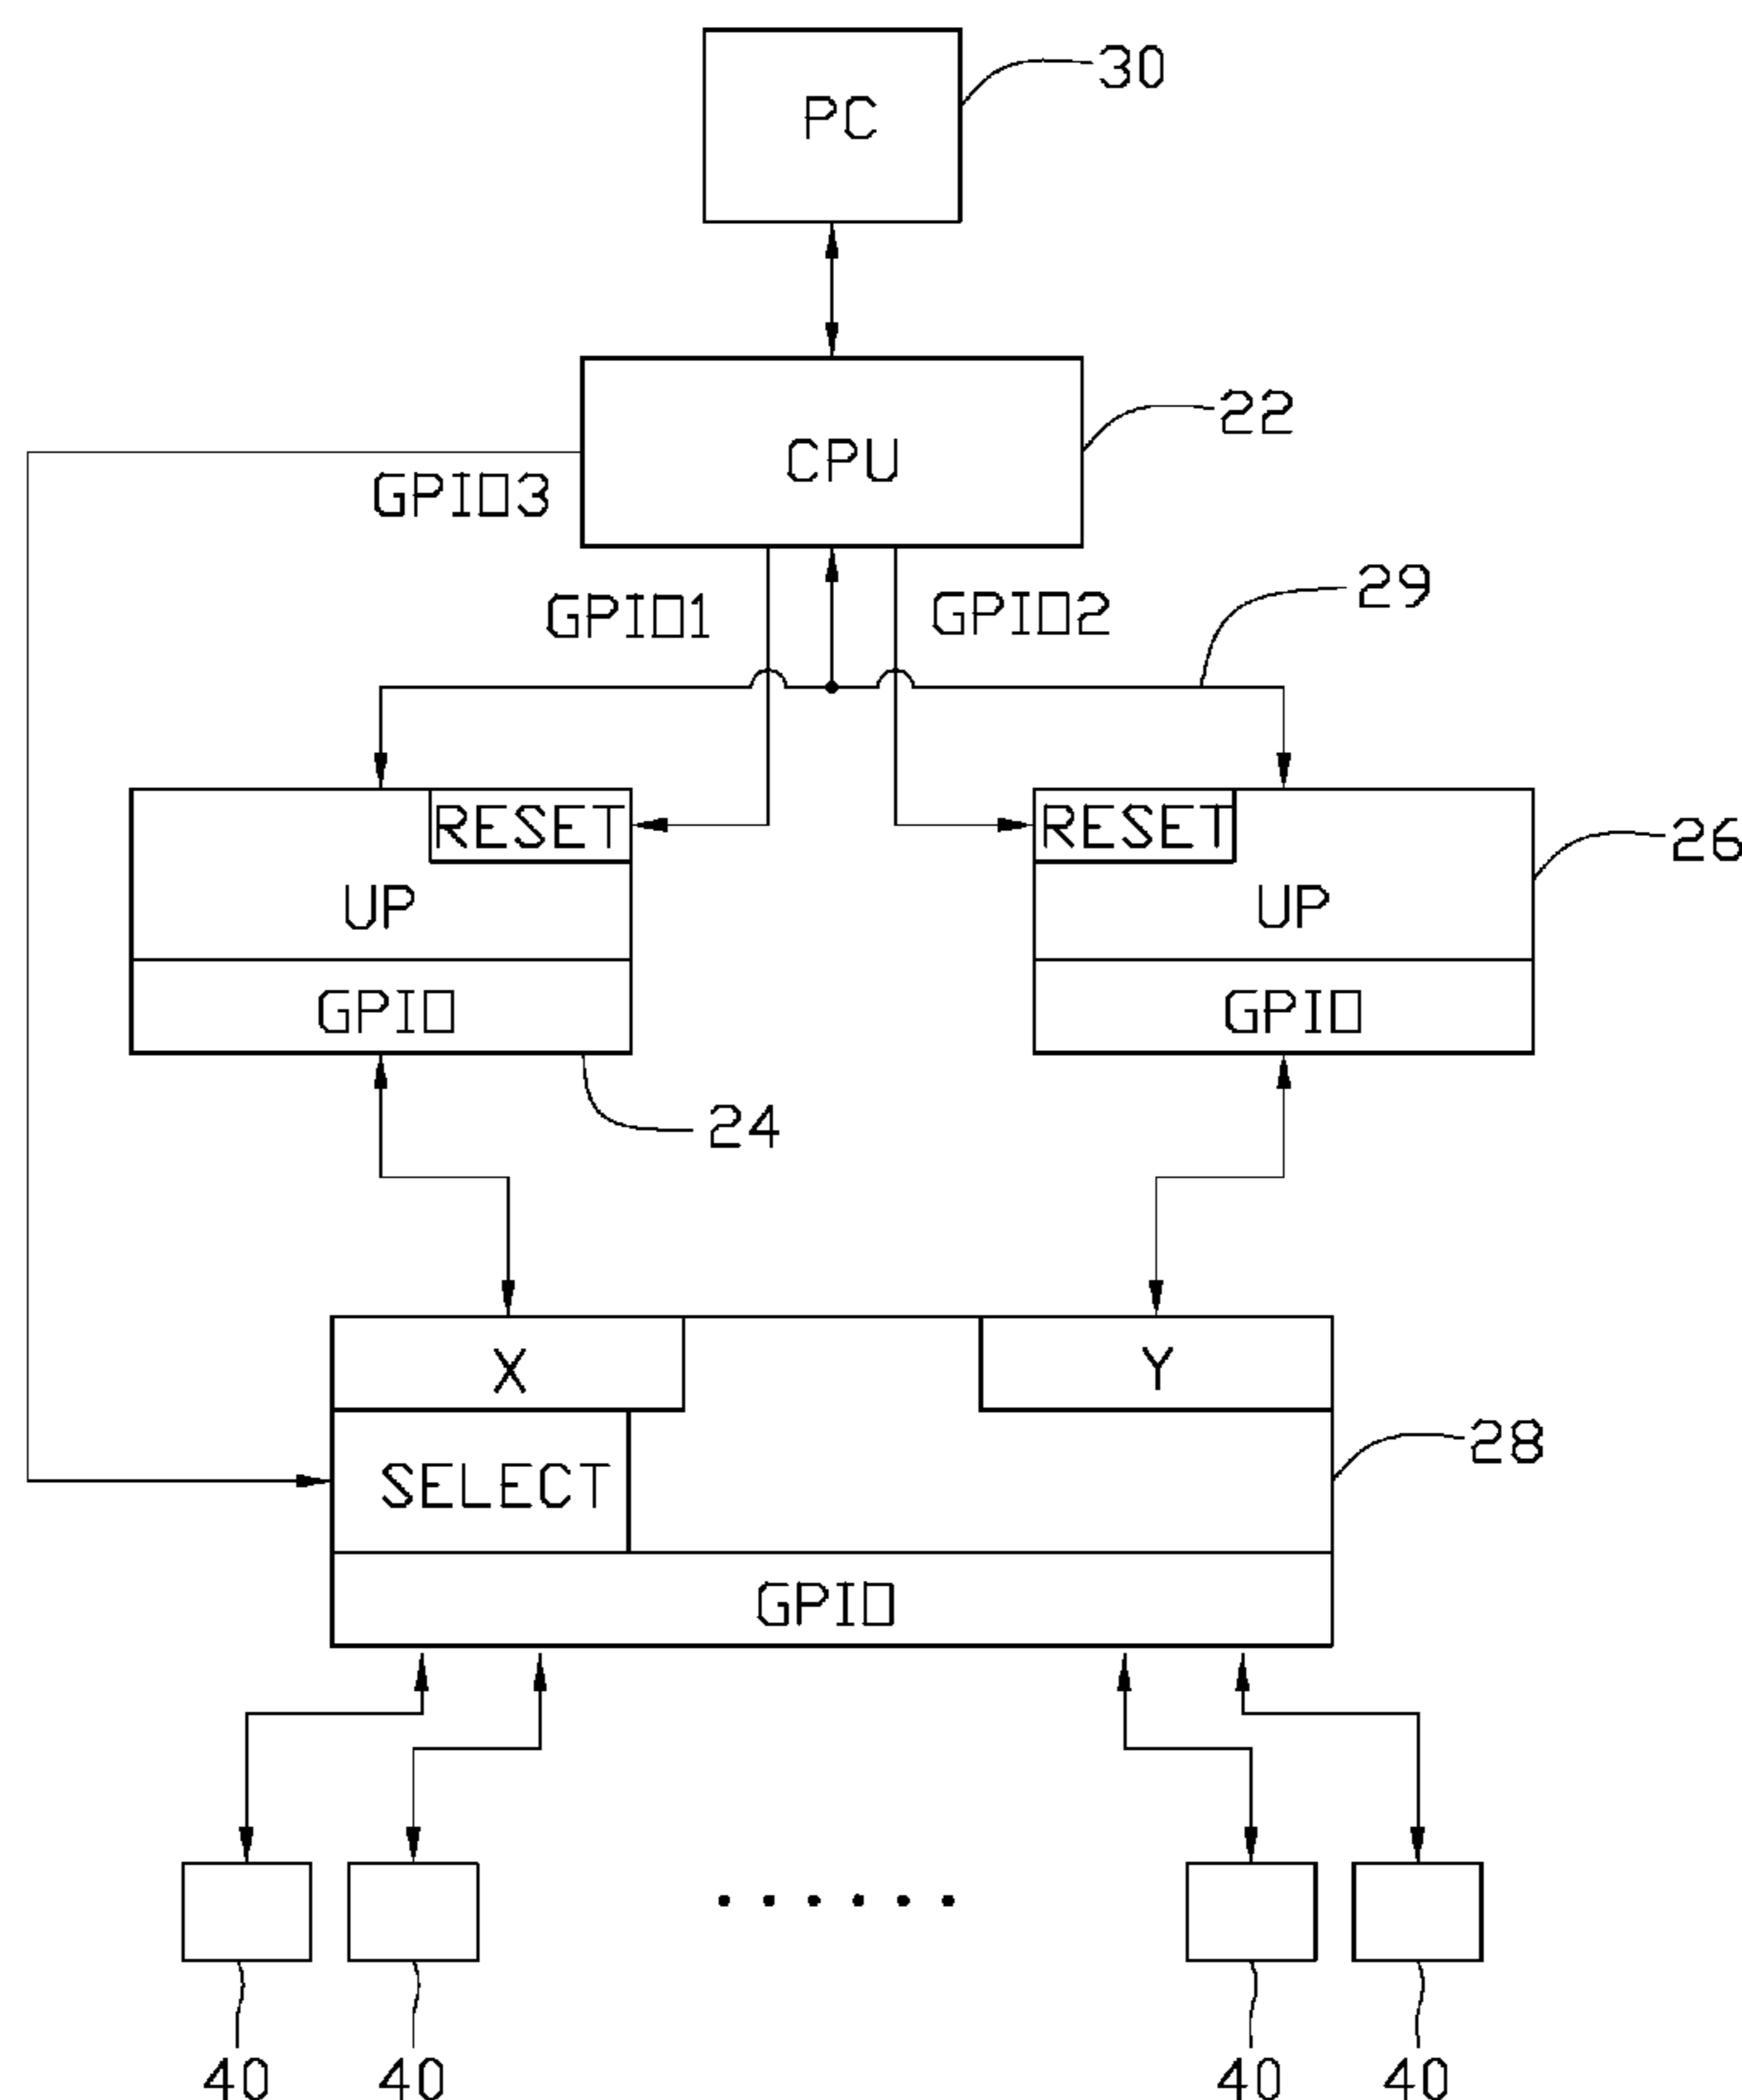 PC
30
CPU
22
GPIO3
GPIO1
GPIO2
29
RESET
RESET
UP
UP
26
GPIO
GPIO
24
X
Y
SELECT
28
GPIO
40
40
40
40